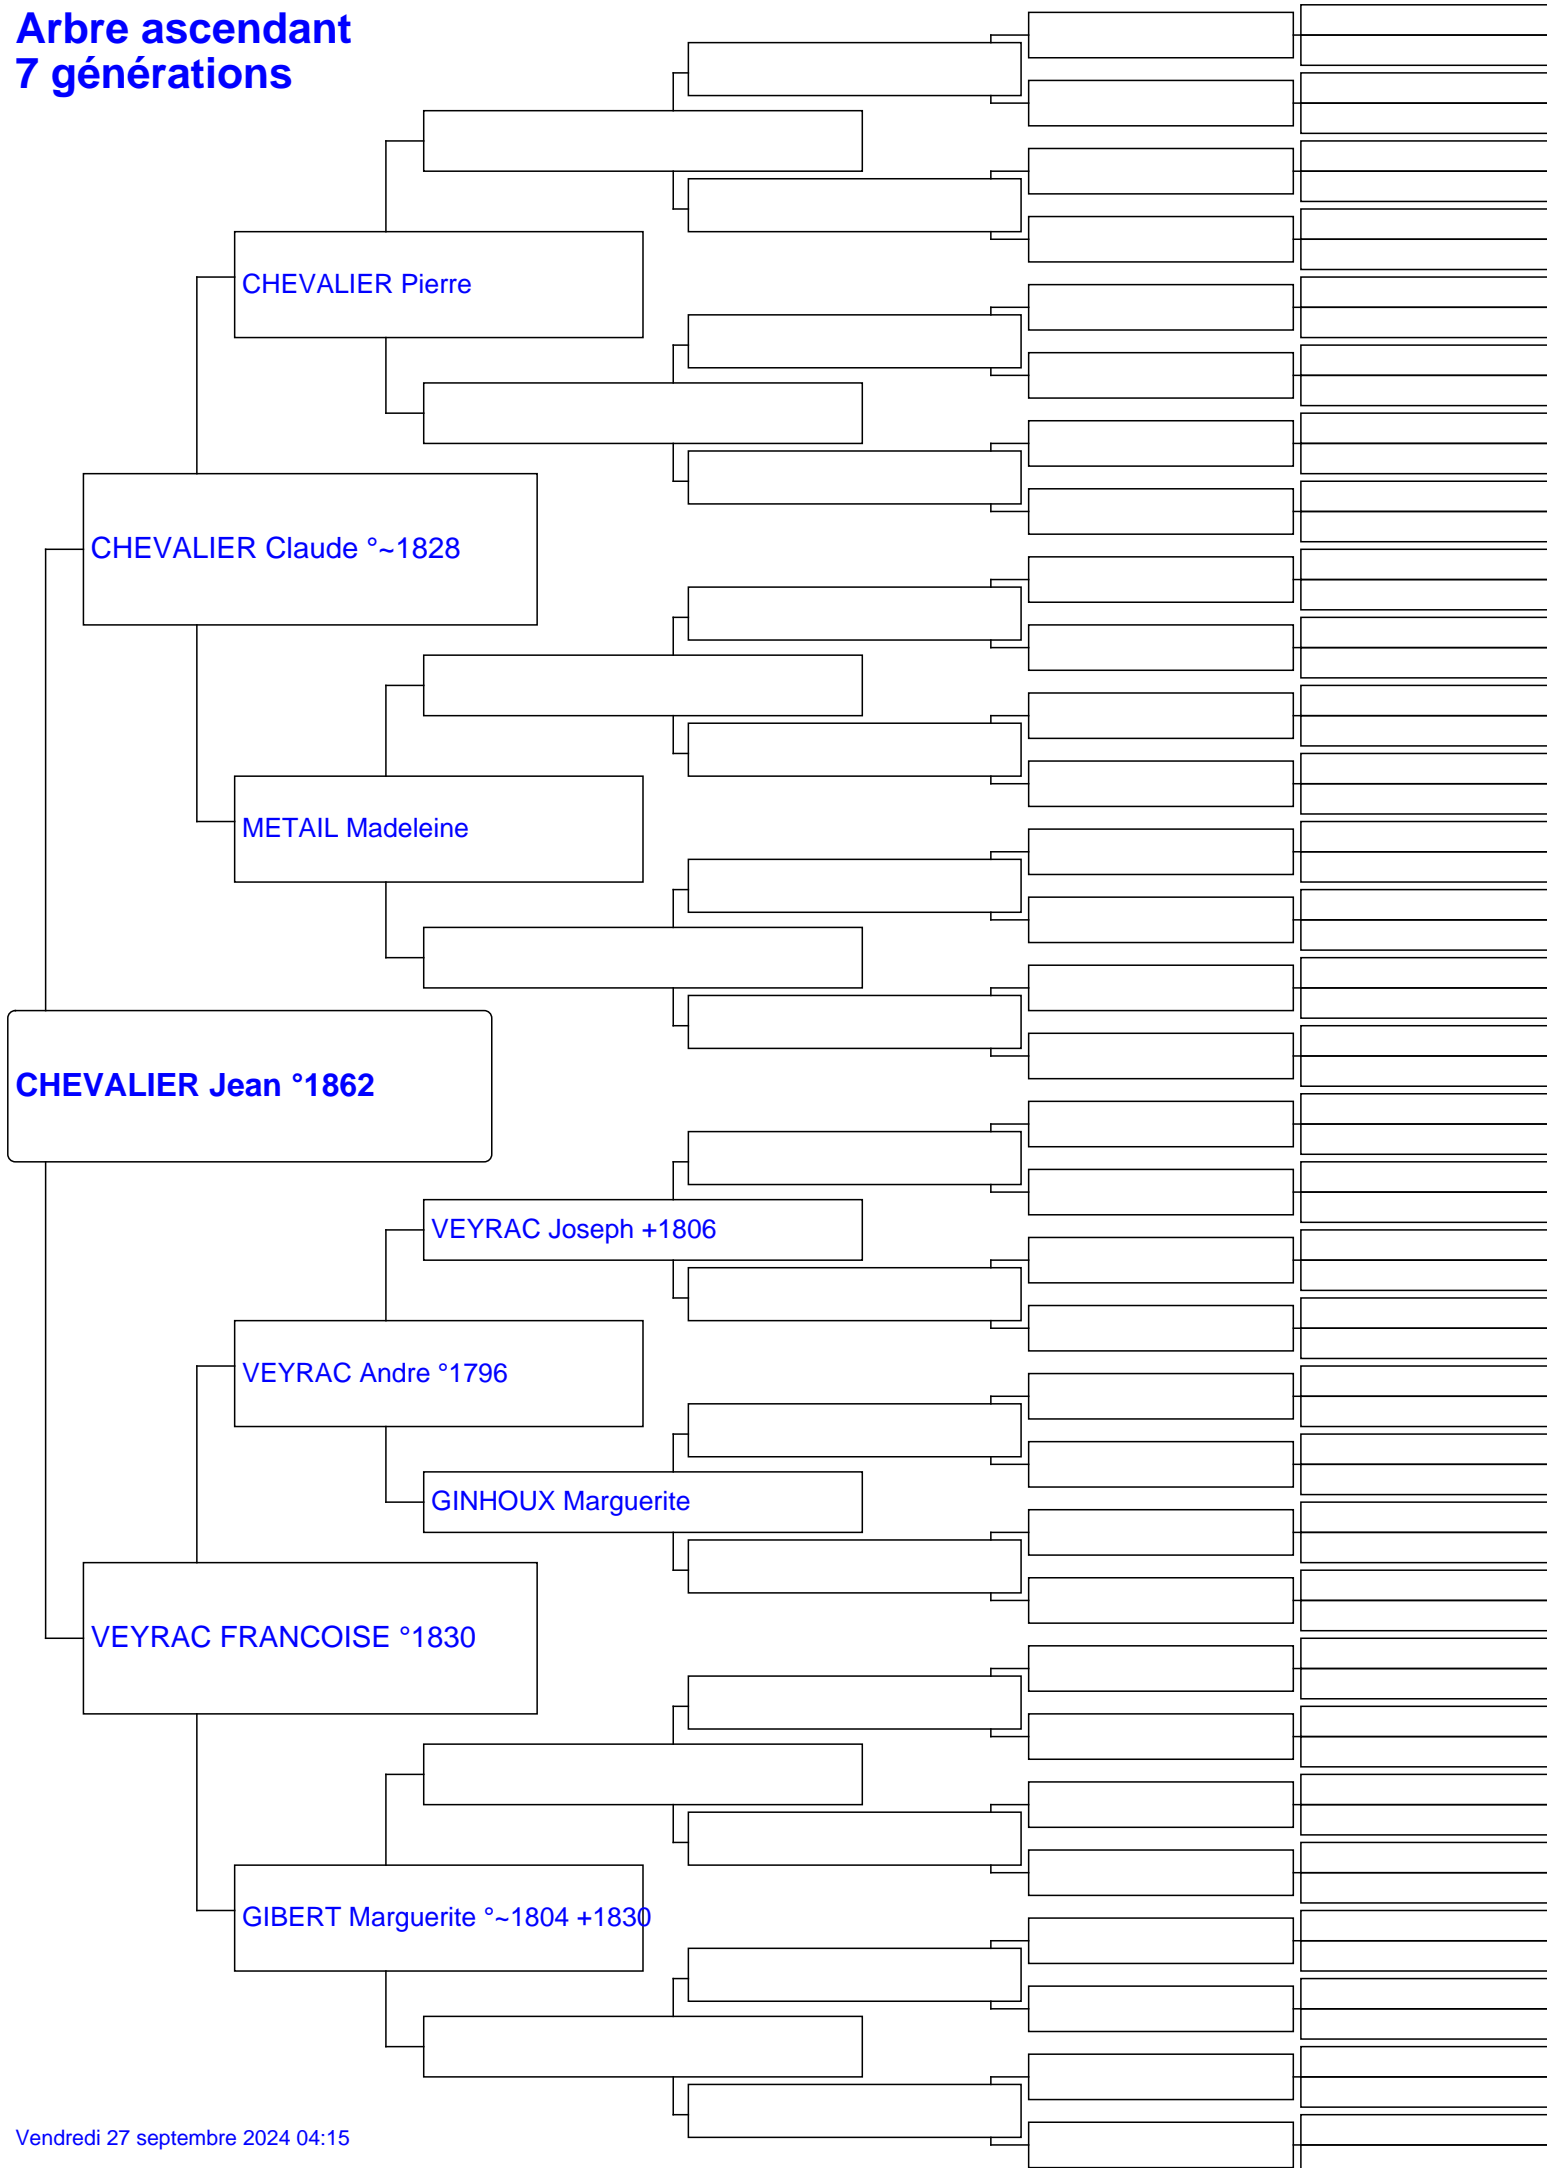 Arbre ascendant
7 générations
CHEVALIER Pierre
CHEVALIER Claude °~1828
METAIL Madeleine
CHEVALIER Jean °1862
VEYRAC Joseph +1806
VEYRAC Andre °1796
GINHOUX Marguerite
VEYRAC FRANCOISE °1830
GIBERT Marguerite °~1804 +1830
Vendredi 27 septembre 2024 04:15